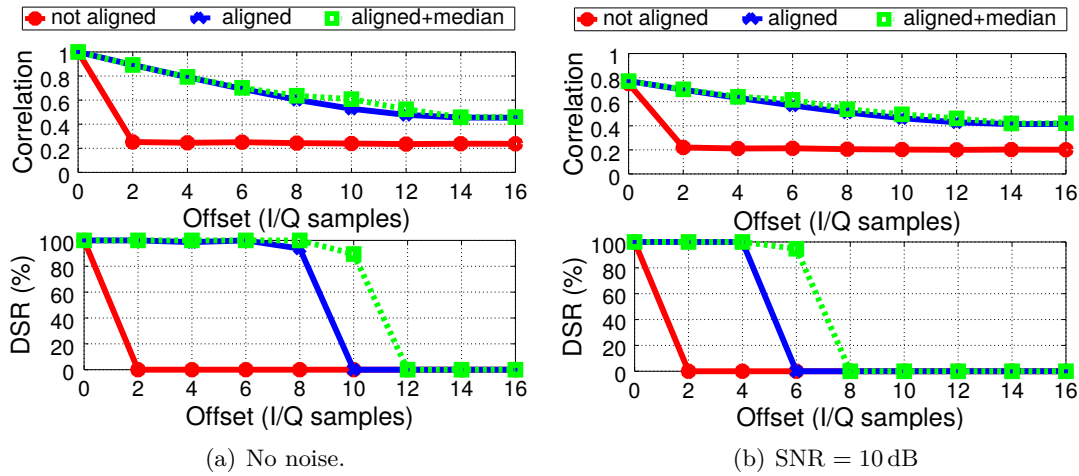 not aligned aligned aligned+median
Correlation
1
0.8
0.6
0.4
0.2
0
0 2 4 6 8 10 12 14 16
Offset (I/Q samples)
DSR (%)
100
80
60
40
20
0
0 2 4 6 8 10 12 14 16
Offset (I/Q samples)
(a) No noise.
not aligned aligned aligned+median
Correlation
1
0.8
0.6
0.4
0.2
0
0 2 4 6 8 10 12 14 16
Offset (I/Q samples)
DSR (%)
100
80
60
40
20
0
0 2 4 6 8 10 12 14 16
Offset (I/Q samples)
(b) SNR = 10 dB